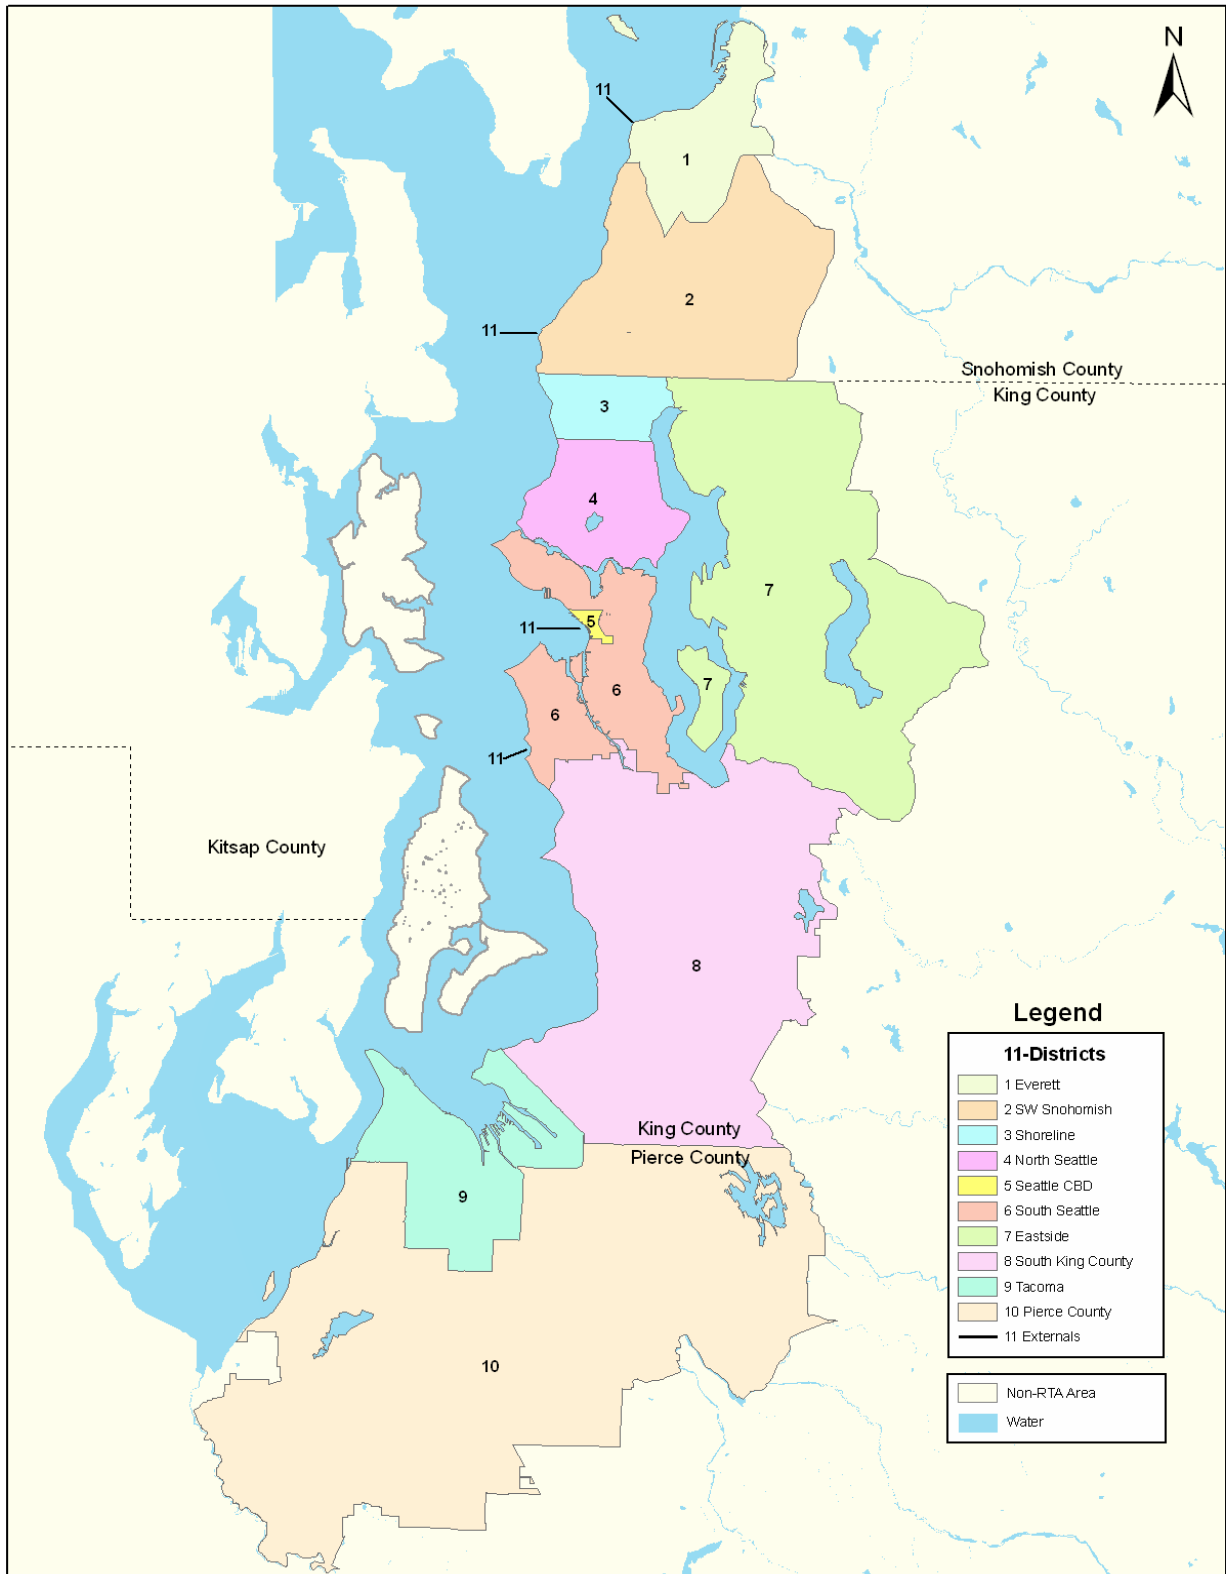 N
11
1
2
11
Snohomish County
King County
3
4
7
5
11
7
6
6
11
Kitsap County
8
Legend
11-Districts
1 Everett
2 SW Snohomish
3 Shoreline
4 North Seattle
5 Seattle CBD
6 South Seattle
7 Eastside
8 South King County
9 Tacoma
10 Pierce County
11 Externals
Non-RTA Area
Water
King County
Pierce County
9
10